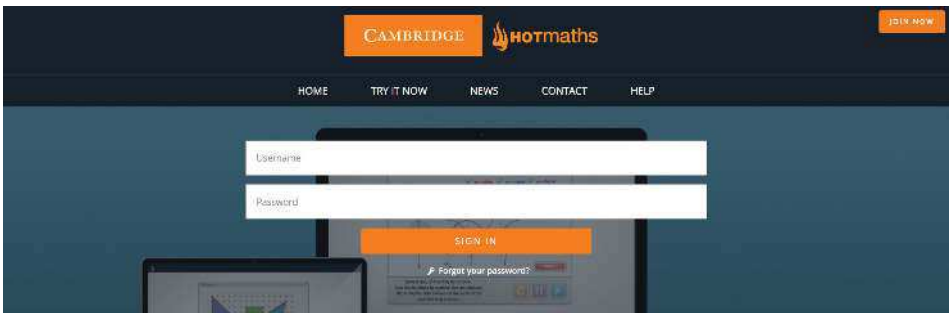 CAMBRIDGE HOTmaths
JOIN NOW
HOME TRY IT NOW NEWS CONTACT HELP
Username
Password
SIGN IN
Forgot your password?